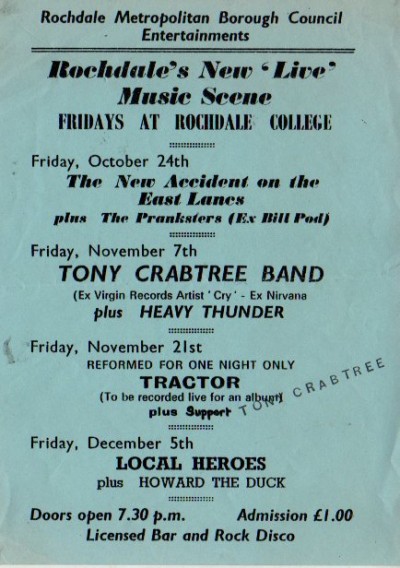 Rochdale Metropolitan Borough Council
Entertainments
Rochdale's New 'Live'
Music Scene
FRIDAYS AT ROCHDALE COLLEGE
Friday, October 24th
The New Accident on the
East Lancs
plus The Pranksters (Ex Bill Pod)
Friday, November 7th
TONY CRABTREE BAND
(Ex Virgin Records Artist 'Cry' - Ex Nirvana
plus HEAVY THUNDER
Friday, November 21st
REFORMED FOR ONE NIGHT ONLY
TRACTOR
(To be recorded live for an album)
plus Support TONY CRABTREE
Friday, December 5th
LOCAL HEROES
plus HOWARD THE DUCK
Doors open 7.30 p.m. Admission £1.00
Licensed Bar and Rock Disco